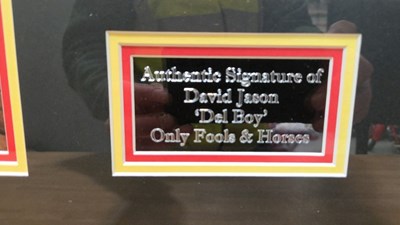 Authentic Signature of
David Jason
'Del Boy'
Only Fools & Horses